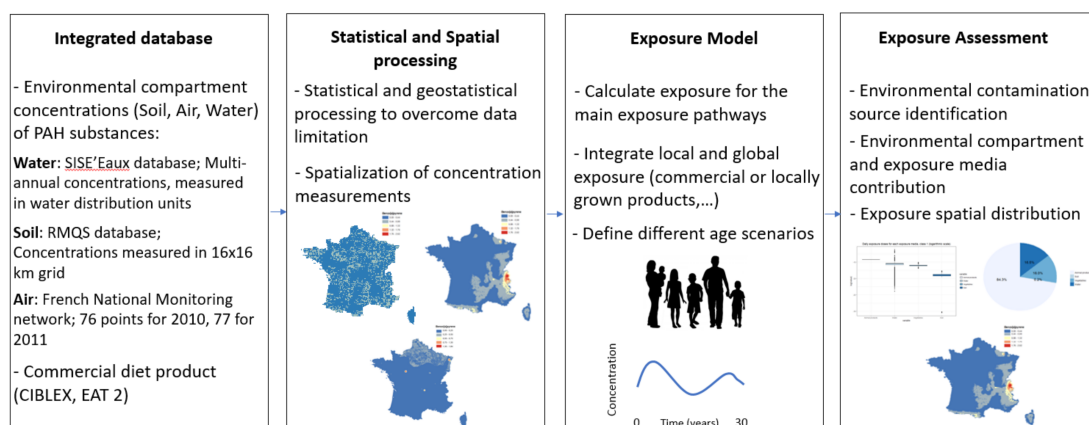 Integrated database
- Environmental compartment
concentrations (Soil, Air, Water)
of PAH substances:
Water: SISE'Eaux database; Multi-
annual concentrations, measured
in water distribution units
Soil: RMQS database;
Concentrations measured in 16x16
km grid
Air: French National Monitoring
network; 76 points for 2010, 77 for
2011
- Commercial diet product
(CIBLEX, EAT 2)
Statistical and Spatial
processing
- Statistical and geostatistical
processing to overcome data
limitation
- Spatialization of concentration
measurements
Exposure Model
- Calculate exposure for the
main exposure pathways
- Integrate local and global
exposure (commercial or locally
grown products,...)
- Define different age scenarios
Concentration
0 Time (years) 30
Exposure Assessment
- Environmental contamination
source identification
- Environmental compartment
and exposure media
contribution
- Exposure spatial distribution